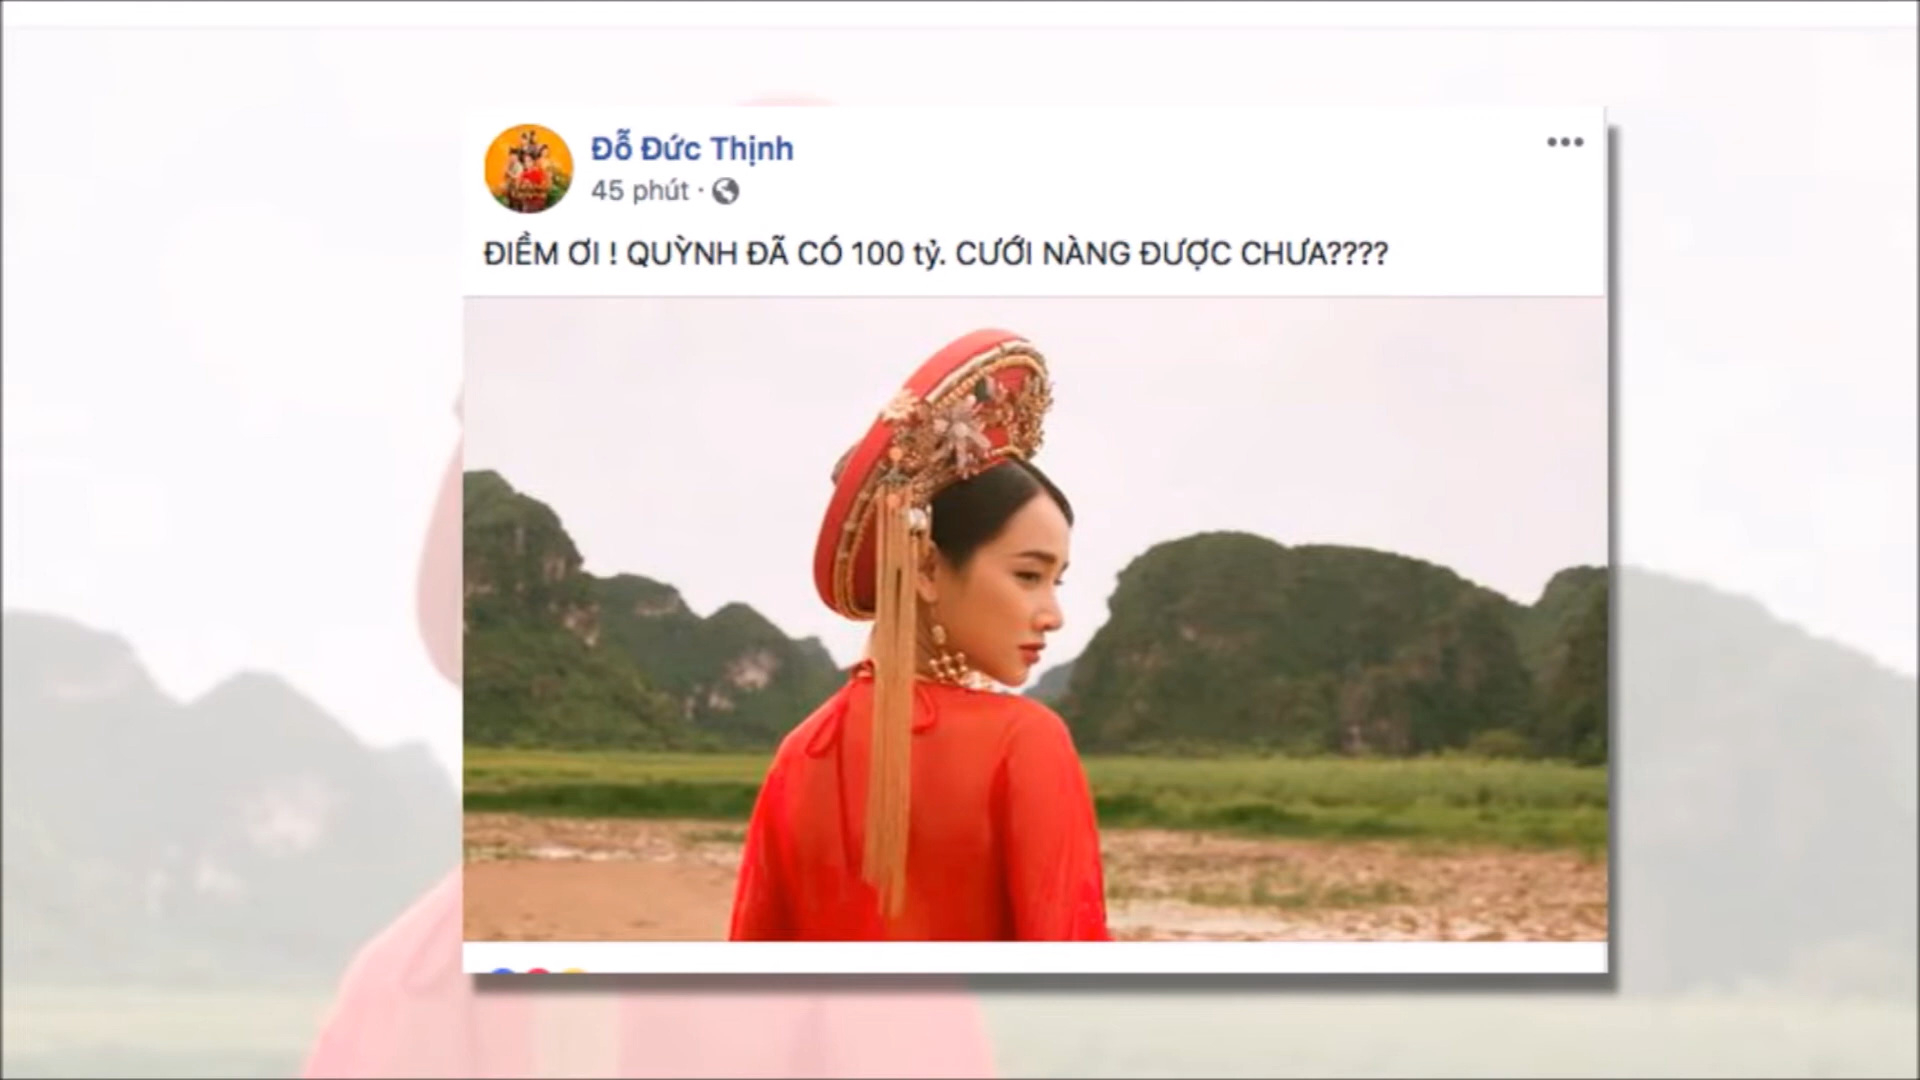 Đỗ Đức Thịnh
45 phút ·
ĐIỀM ƠI ! QUỲNH ĐÃ CÓ 100 tỷ. CƯỚI NÀNG ĐƯỢC CHƯA????